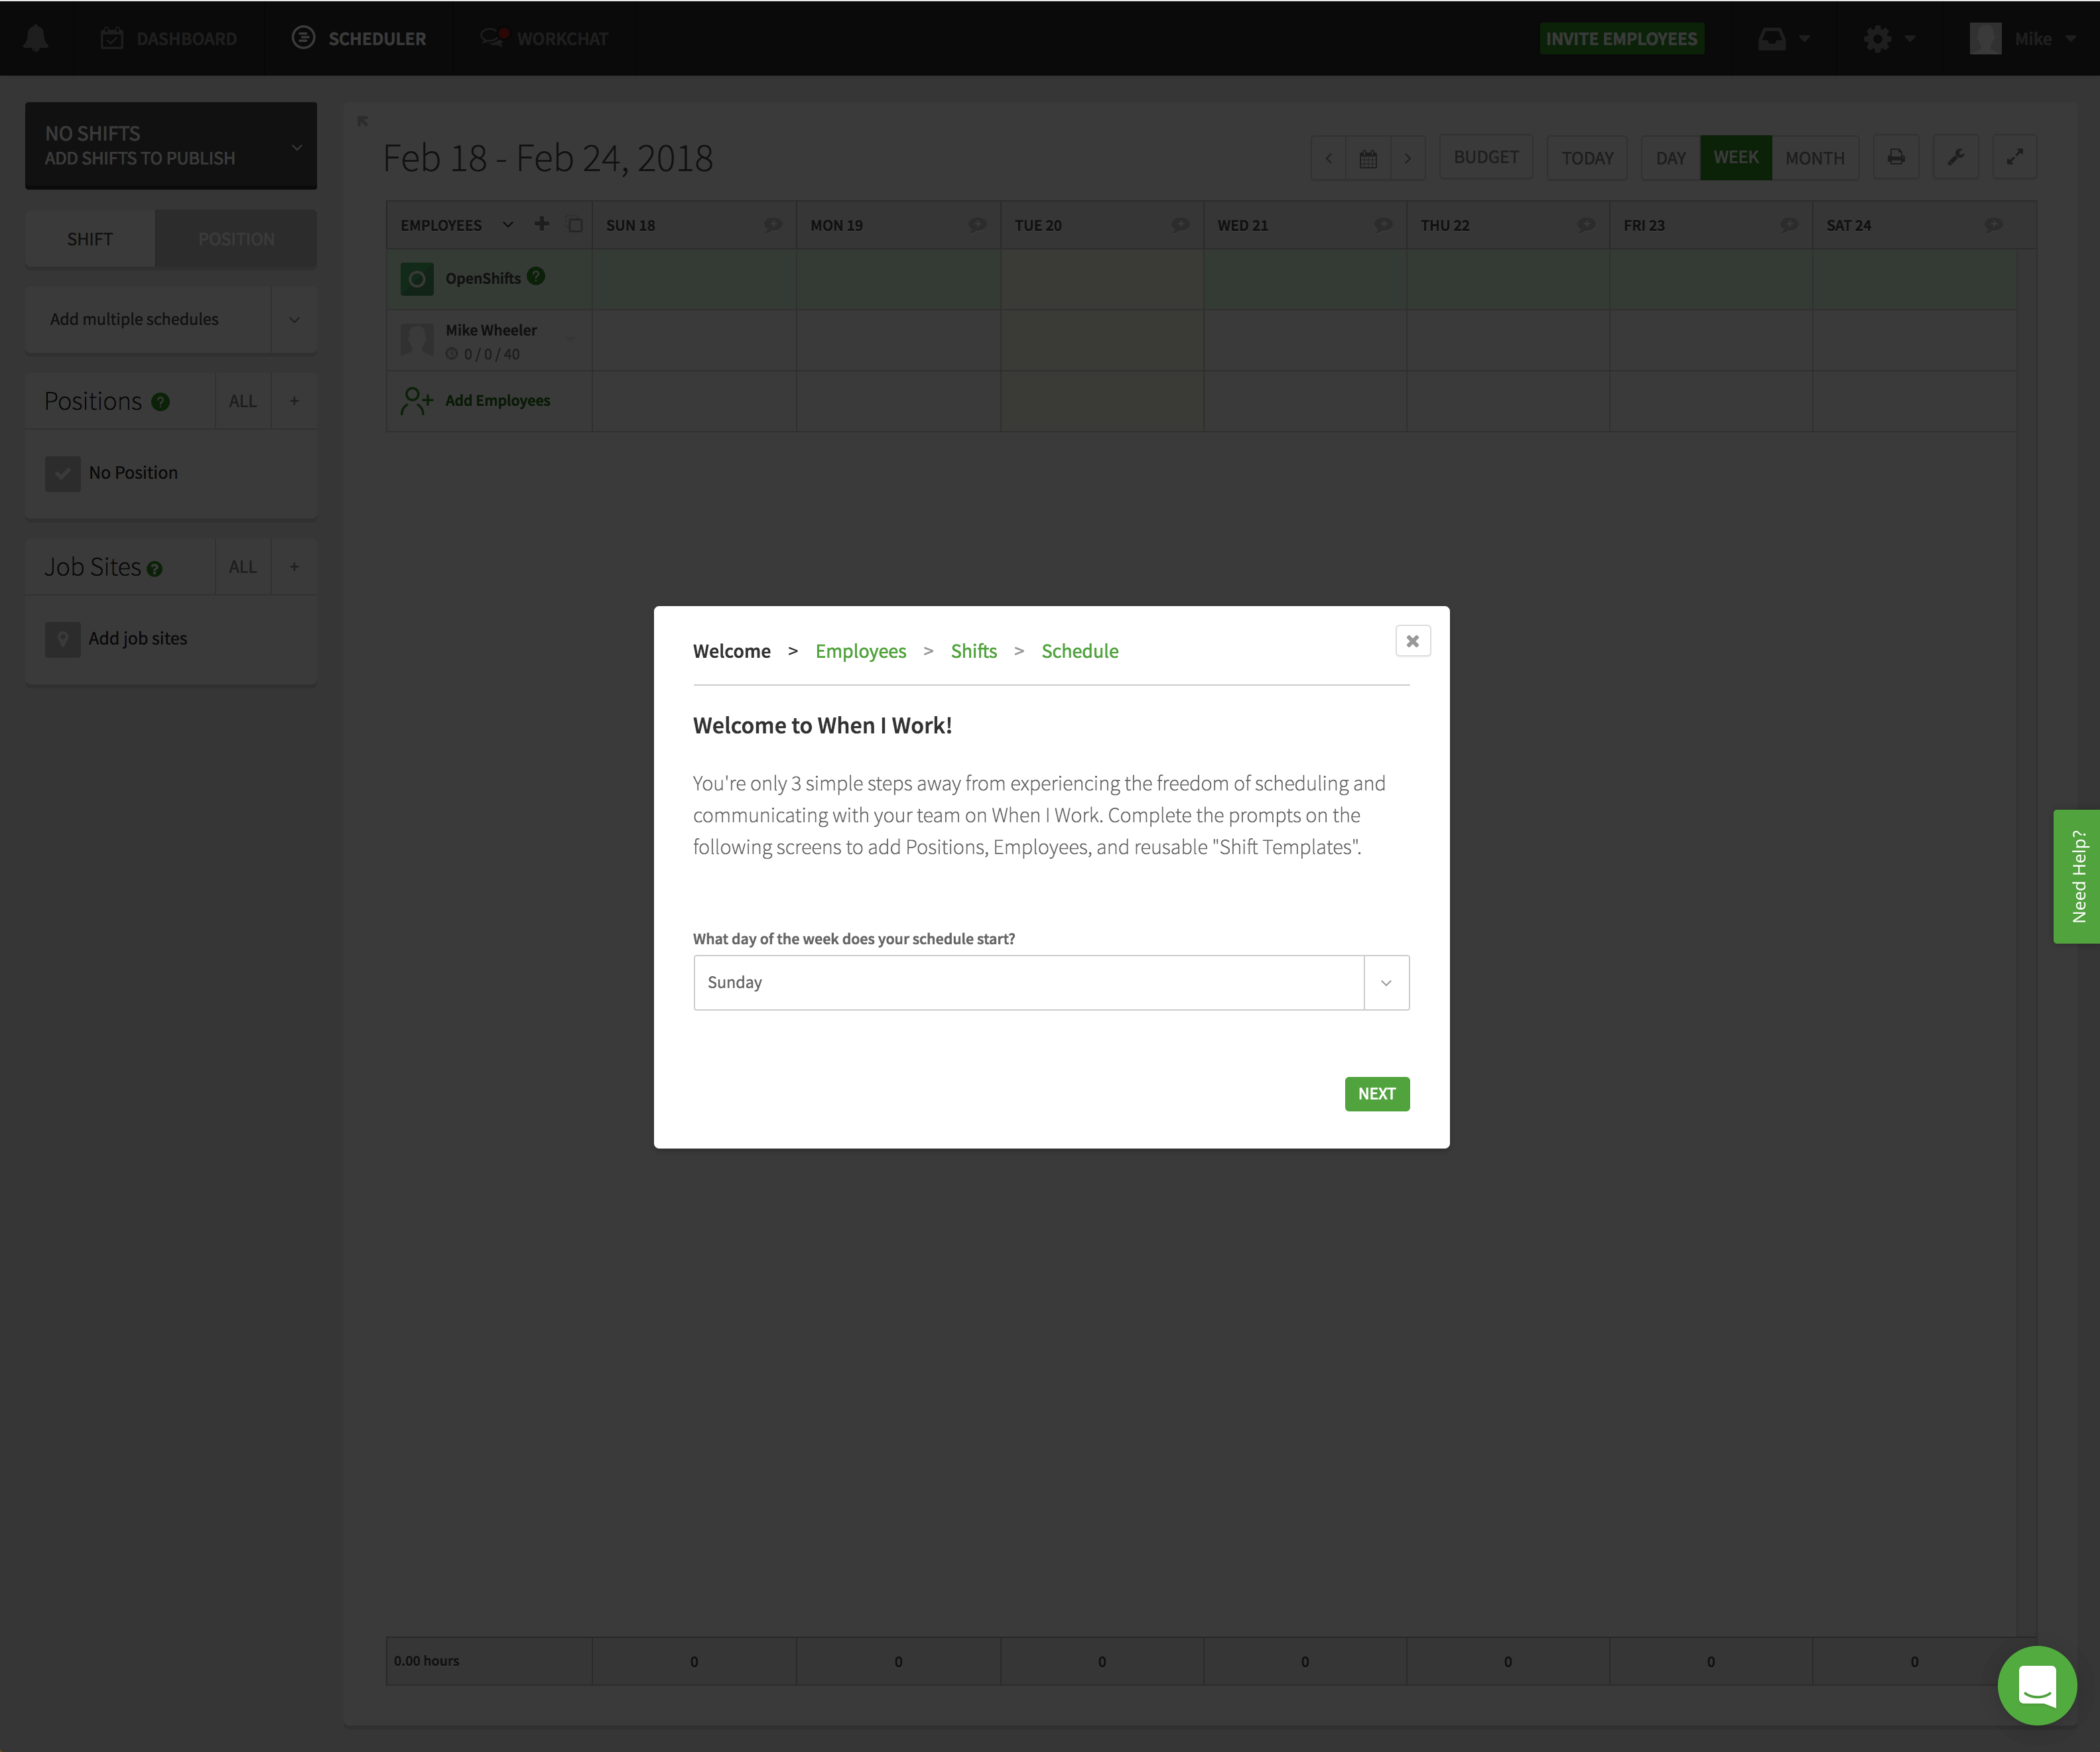 DASHBOARD
SCHEDULER
WORKCHAT
INVITE EMPLOYEES
Mike
NO SHIFTS
ADD SHIFTS TO PUBLISH
SHIFT
POSITION
Add multiple schedules
Positions ?
ALL
+
No Position
Job Sites ?
ALL
+
Add job sites
Feb 18 - Feb 24, 2018
BUDGET
TODAY
DAY
WEEK
MONTH
EMPLOYEES
SUN 18
MON 19
TUE 20
WED 21
THU 22
FRI 23
SAT 24
OpenShifts ?
Mike Wheeler
0 / 0 / 40
Add Employees
Welcome > Employees > Shifts > Schedule
Welcome to When I Work!
You're only 3 simple steps away from experiencing the freedom of scheduling and
communicating with your team on When I Work. Complete the prompts on the
following screens to add Positions, Employees, and reusable "Shift Templates".
What day of the week does your schedule start?
Sunday
NEXT
Need Help?
0.00 hours
0
0
0
0
0
0
0